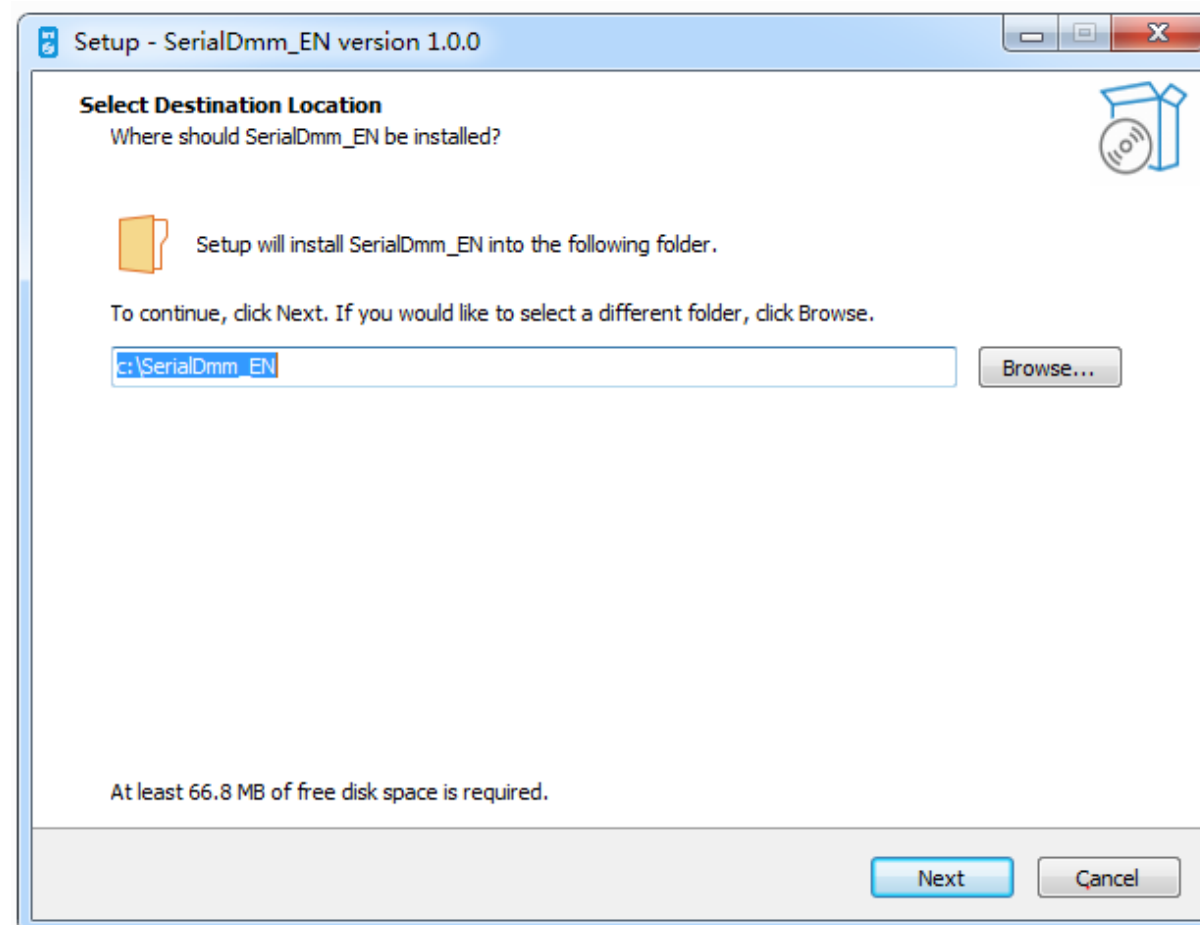 Setup - SerialDmm_EN version 1.0.0
Select Destination Location
Where should SerialDmm_EN be installed?
Setup will install SerialDmm_EN into the following folder.
To continue, click Next. If you would like to select a different folder, click Browse.
c:\SerialDmm_EN
Browse...
At least 66.8 MB of free disk space is required.
Next
Cancel